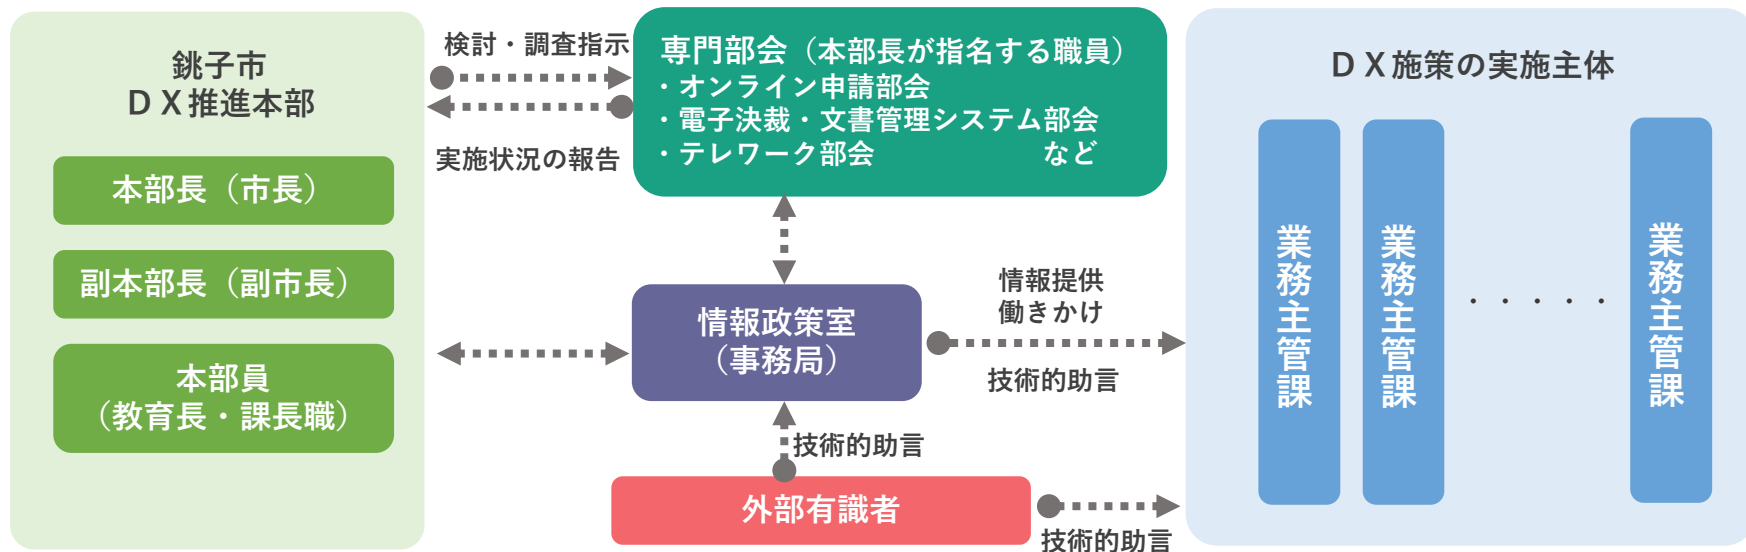 銚子市
ＤＸ推進本部
本部長（市長）
副本部長（副市長）
本部員
（教育長・課長職）
検討・調査指示
実施状況の報告
専門部会（本部長が指名する職員）
・オンライン申請部会
・電子決裁・文書管理システム部会
・テレワーク部会　など
情報政策室
（事務局）
情報提供
働きかけ
技術的助言
技術的助言
外部有識者
技術的助言
ＤＸ施策の実施主体
業務主管課
業務主管課
・・・・・
業務主管課